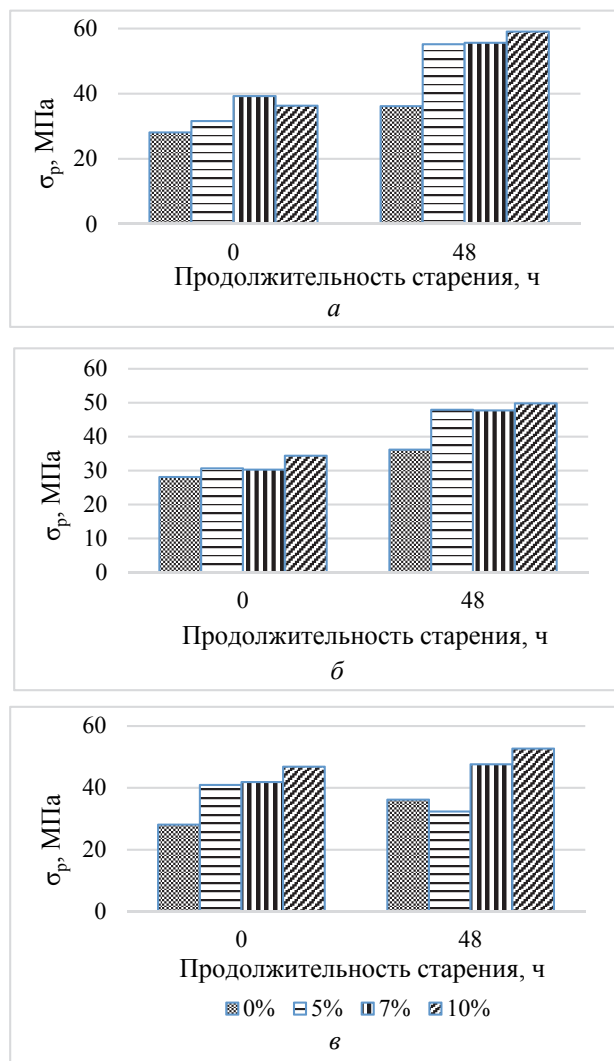 60
40
20
0
σр, МПа
0 48
Продолжительность старения, ч
а
60
50
40
30
20
10
0
σр, МПа
0 48
Продолжительность старения, ч
б
60
40
20
0
σр, МПа
0 48
Продолжительность старения, ч
0% 5% 7% 10%
в